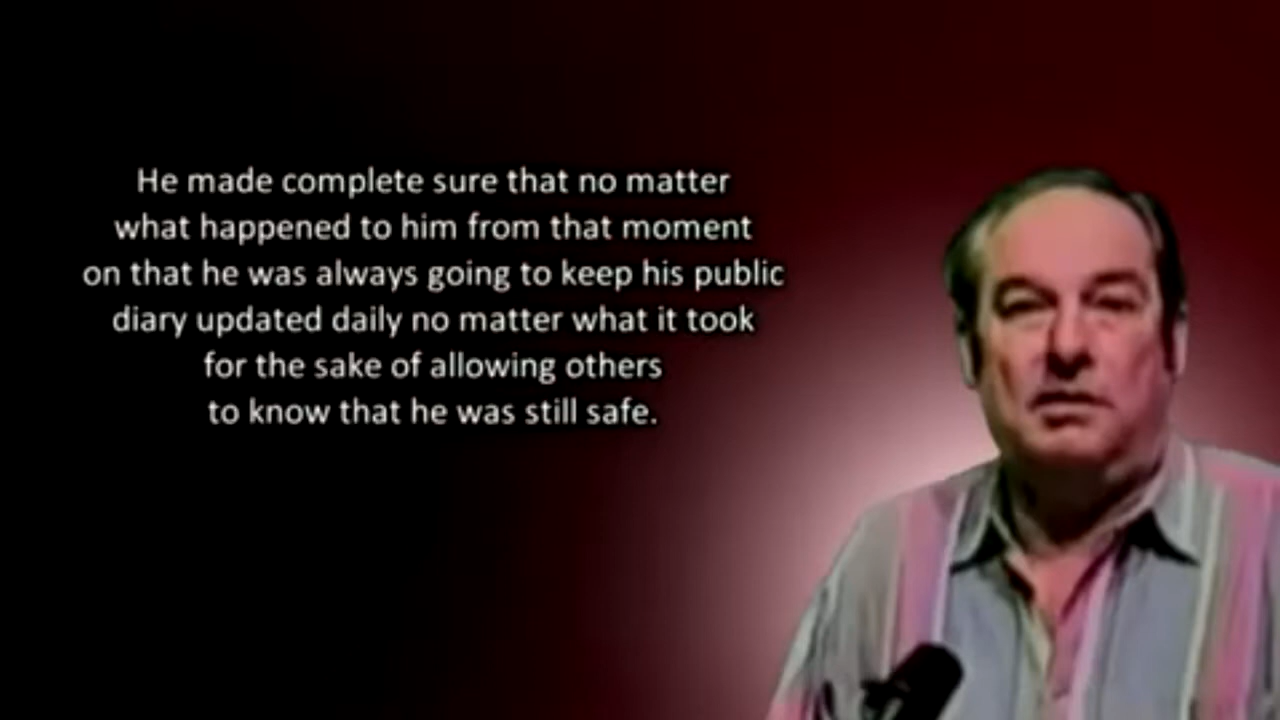 He made complete sure that no matter
what happened to him from that moment
on that he was always going to keep his public
diary updated daily no matter what it took
for the sake of allowing others
to know that he was still safe.